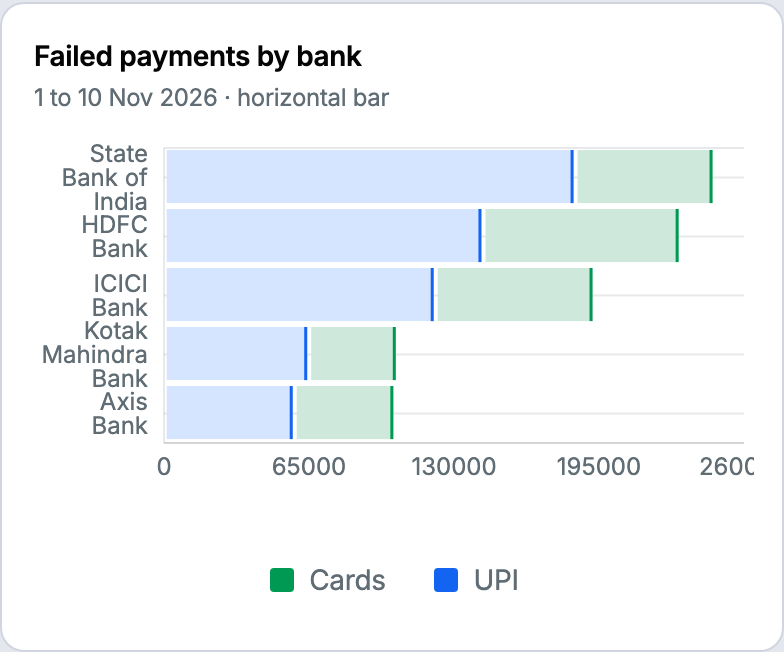 Failed payments by bank
1 to 10 Nov 2026 · horizontal bar
State
Bank of
India
HDFC
Bank
ICICI
Bank
Kotak
Mahindra
Bank
Axis
Bank
0 65000 130000 195000 2600
Cards UPI